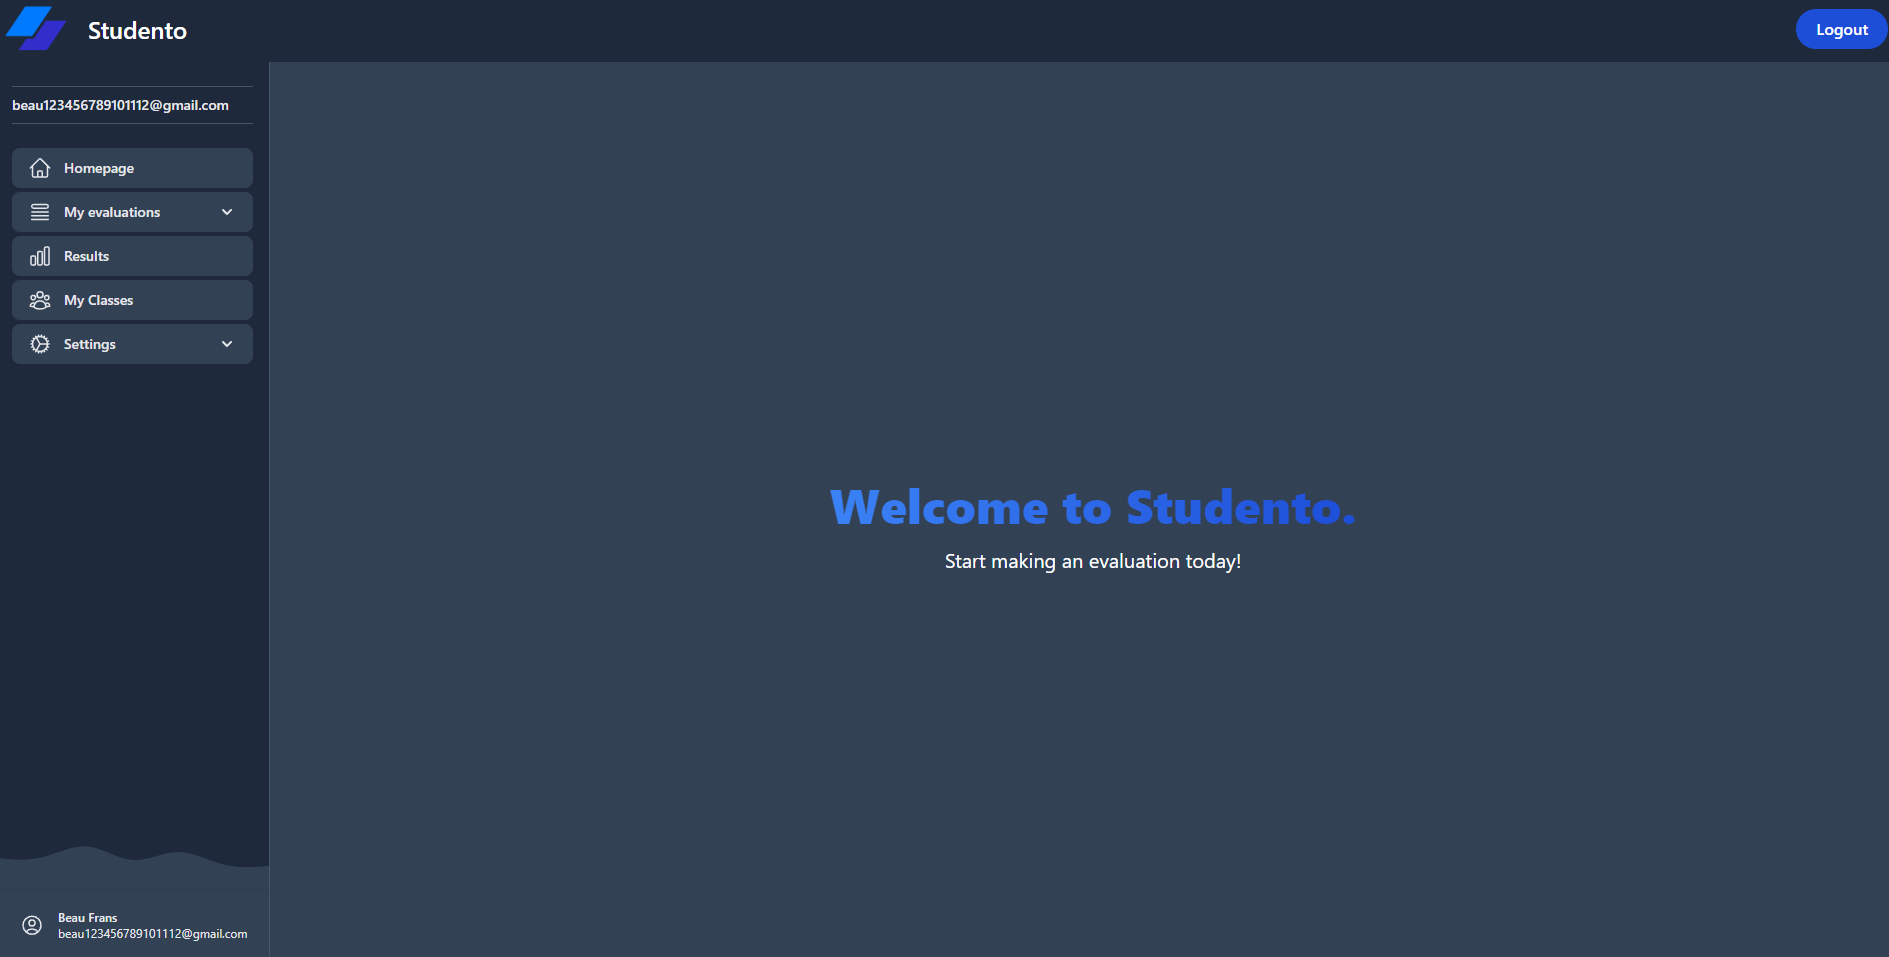 Studento
Logout
beau123456789101112@gmail.com
Homepage
My evaluations
Results
My Classes
Settings
Welcome to Studento.
Start making an evaluation today!
Beau Frans
beau123456789101112@gmail.com